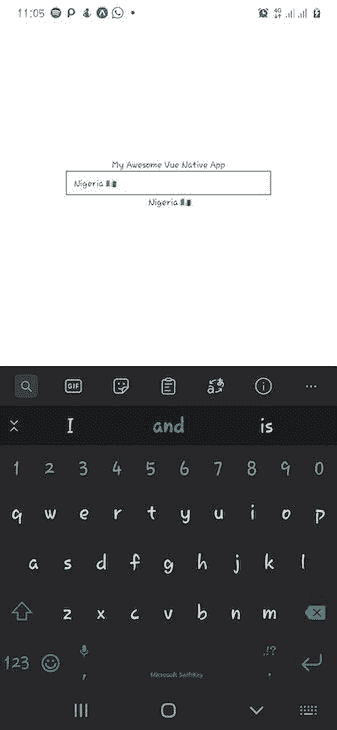 11:05
4G
My Awesome Vue Native App
Nigeria 🇳🇬
Nigeria 🇳🇬
GIF
I and is
1 2 3 4 5 6 7 8 9 0
q w e r t y u i o p
a s d f g h j k l
z x c v b n m
123 , Microsoft SwiftKey .,!?